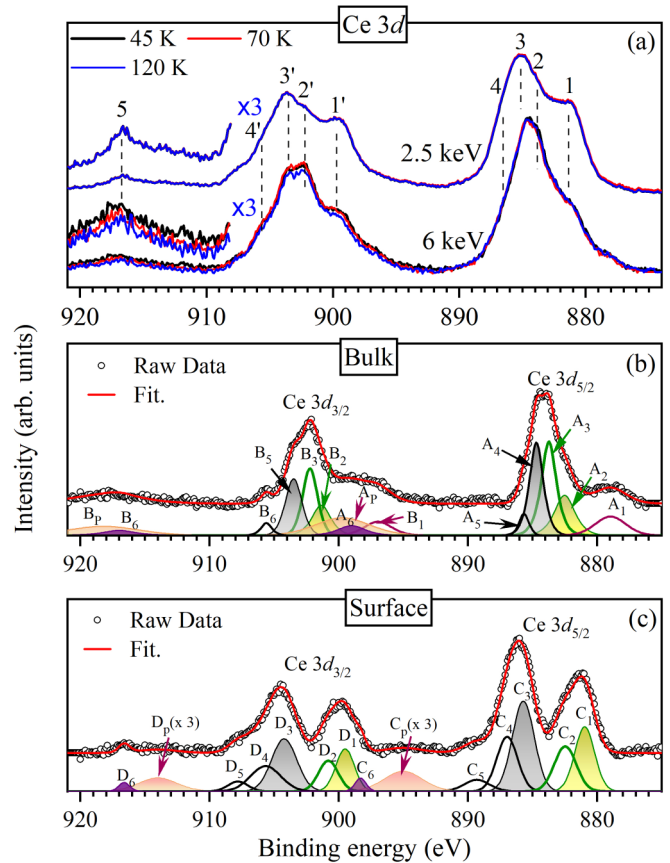 Ce 3d
(a)
45 K 70 K
120 K
5 x3 4' 3' 2' 1' 4 3 2 1
2.5 keV
x3
6 keV
920 910 900 890 880
Bulk
(b)
Raw Data
Fit.
Ce 3d3/2
Ce 3d5/2
BP B6 B6 B5 B3 B2 A6 AP B1 A5 A4 A3 A2 A1
920 910 900 890 880
Surface
(c)
Raw Data
Fit.
Ce 3d3/2
Ce 3d5/2
D6 Dp(x 3) D5 D4 D3 D2 D1 C6 Cp(x 3) C5 C4 C3 C2 C1
920 910 900 890 880
Binding energy (eV)
Intensity (arb. units)